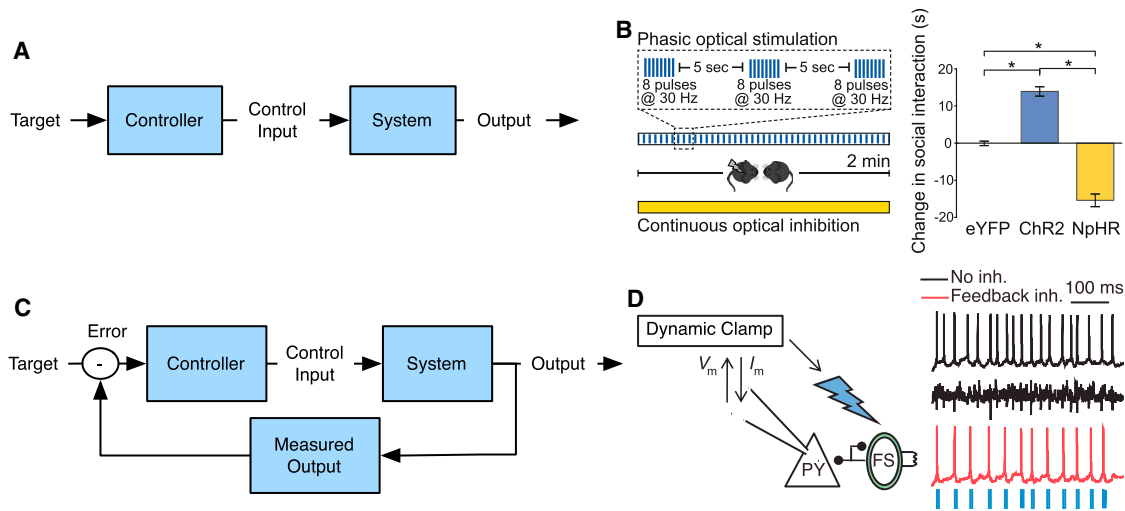 A
Target
Controller
Control
Input
System
Output
B
Phasic optical stimulation
5 sec
5 sec
8 pulses
@ 30 Hz
8 pulses
@ 30 Hz
8 pulses
@ 30 Hz
2 min
Continuous optical inhibition
Change in social interaction (s)
20
10
0
-10
-20
*
*
*
eYFP
ChR2
NpHR
C
Error
Target
-
Controller
Control
Input
System
Output
Measured
Output
D
Dynamic Clamp
Vm
Im
PY
FS
No inh.
Feedback inh.
100 ms